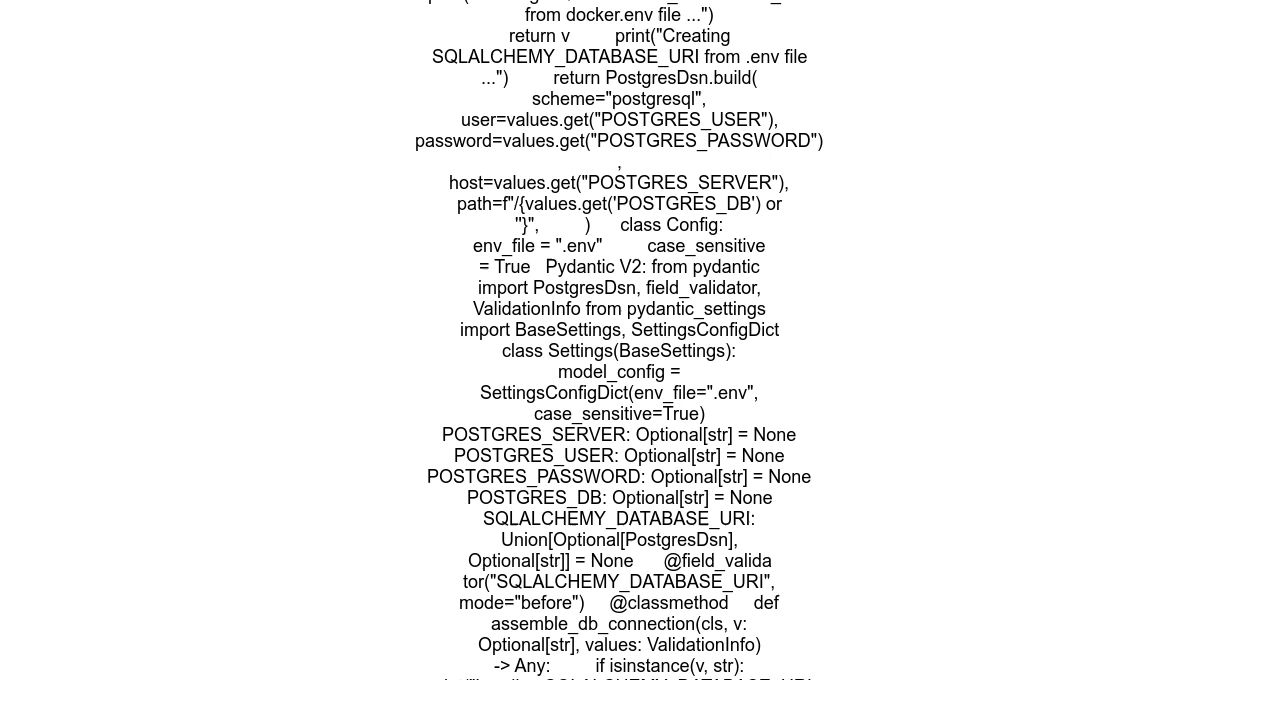 from docker.env file ...")
return v         print("Creating
SQLALCHEMY_DATABASE_URI from .env file
...")         return PostgresDsn.build(
scheme="postgresql",
user=values.get("POSTGRES_USER"),
password=values.get("POSTGRES_PASSWORD")
,
host=values.get("POSTGRES_SERVER"),
path=f"/{values.get('POSTGRES_DB') or
''}",         )      class Config:
env_file = ".env"         case_sensitive
= True   Pydantic V2: from pydantic
import PostgresDsn, field_validator,
ValidationInfo from pydantic_settings
import BaseSettings, SettingsConfigDict
class Settings(BaseSettings):
model_config =
SettingsConfigDict(env_file=".env",
case_sensitive=True)
POSTGRES_SERVER: Optional[str] = None
POSTGRES_USER: Optional[str] = None
POSTGRES_PASSWORD: Optional[str] = None
POSTGRES_DB: Optional[str] = None
SQLALCHEMY_DATABASE_URI:
Union[Optional[PostgresDsn],
Optional[str]] = None      @field_valida
tor("SQLALCHEMY_DATABASE_URI",
mode="before")     @classmethod     def
assemble_db_connection(cls, v:
Optional[str], values: ValidationInfo)
-> Any:         if isinstance(v, str):